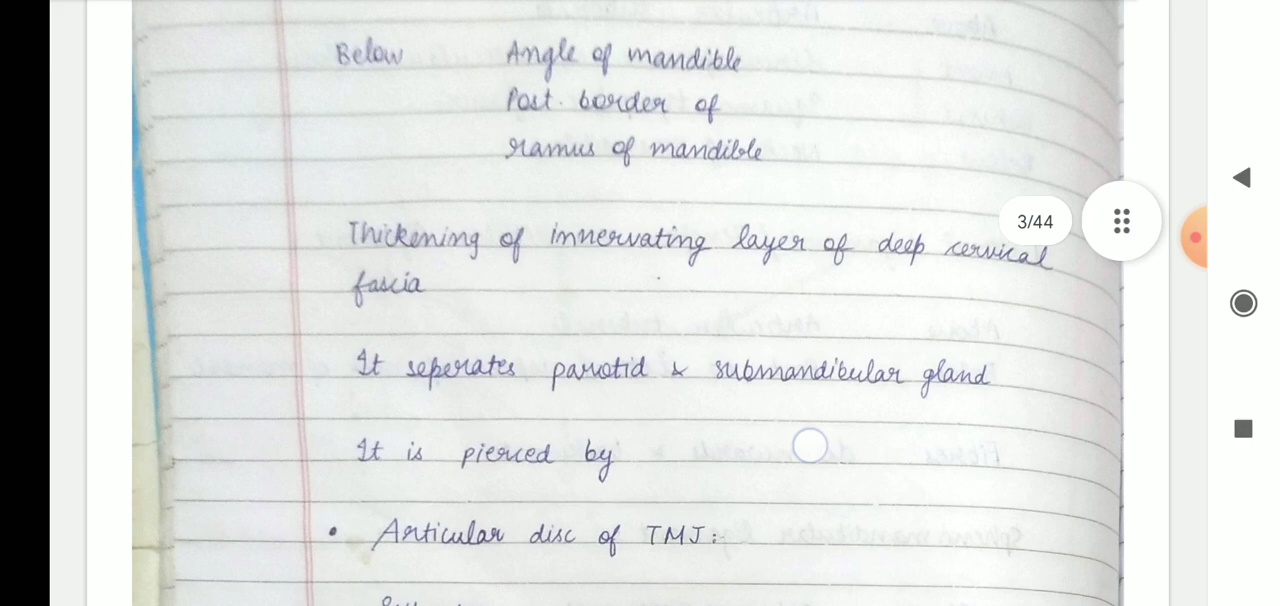 Below Angle of mandible
Post. border of
ramus of mandible
Thickening of innervating layer of deep cervical
fascia
3/44
It seperates parotid & submandibular gland
It is pierced by
• Articular disc of TMJ:-